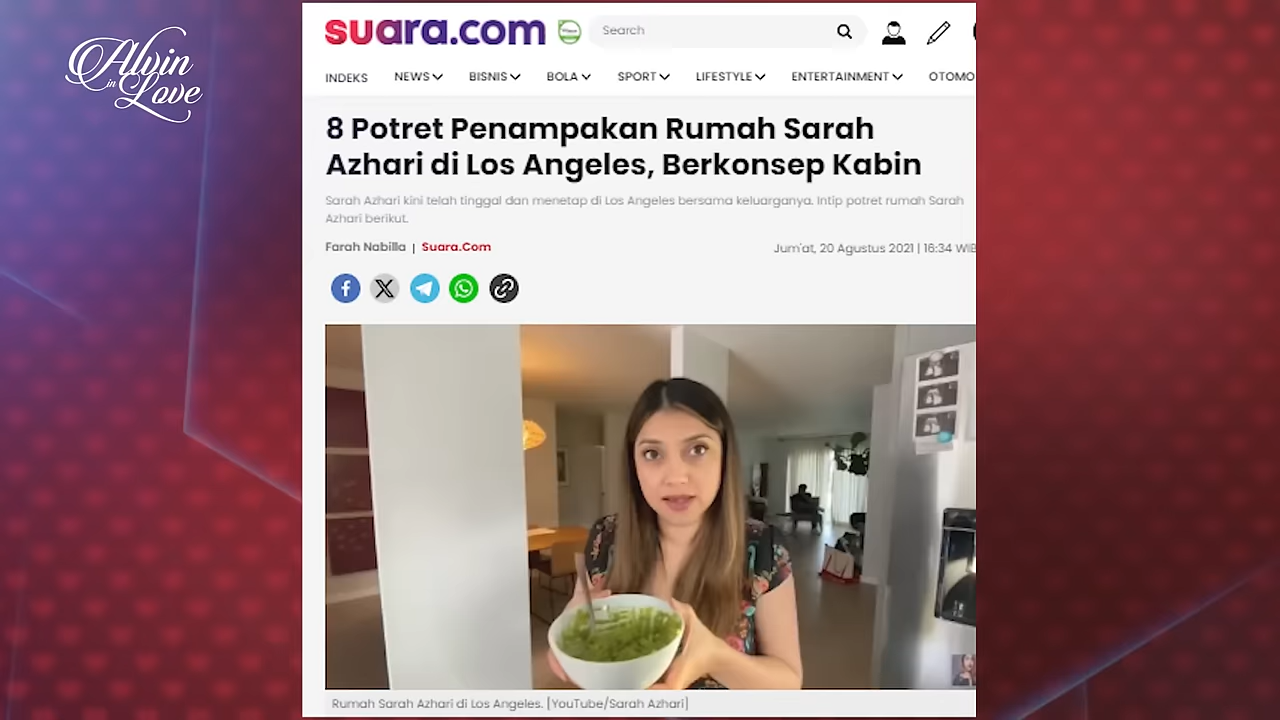 Alvin
in
Love
suara.com
Search
INDEKS NEWS BISNIS BOLA SPORT LIFESTYLE ENTERTAINMENT OTOMO
8 Potret Penampakan Rumah Sarah
Azhari di Los Angeles, Berkonsep Kabin
Sarah Azhari kini telah tinggal dan menetap di Los Angeles bersama keluarganya. Intip potret rumah Sarah
Azhari berikut.
Farah Nabilla | Suara.Com
Jum'at, 20 Agustus 2021 | 16:34 WIB
Rumah Sarah Azhari di Los Angeles. [YouTube/Sarah Azhari]